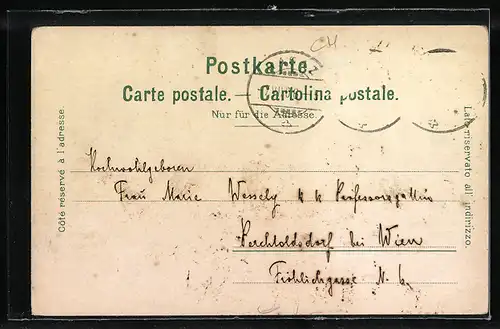 CH
Postkarte.
Carte postale. — Cartolina postale.
Nur für die Adresse.
Côté réservé à l'adresse.
Lato riservato all' indirizzo.
Hochwohlgeboren
Frau Marie Wessely k k Professorsgattin
Perchtoldsdorf bei Wien
Fröhlichgasse N. 6.